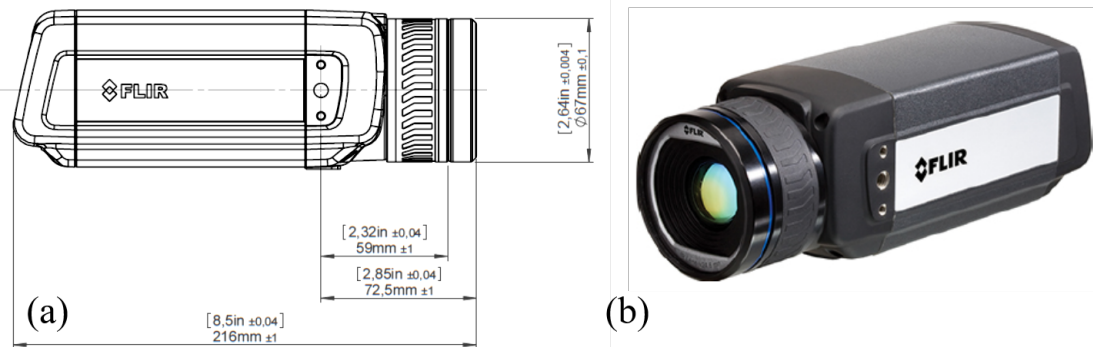 FLIR
[2,64in ±0,004]
Ø67mm ±0,1
[2,32in ±0,04]
59mm ±1
[2,85in ±0,04]
72,5mm ±1
[8,5in ±0,04]
216mm ±1
(a)
FLIR
FLIR
(b)